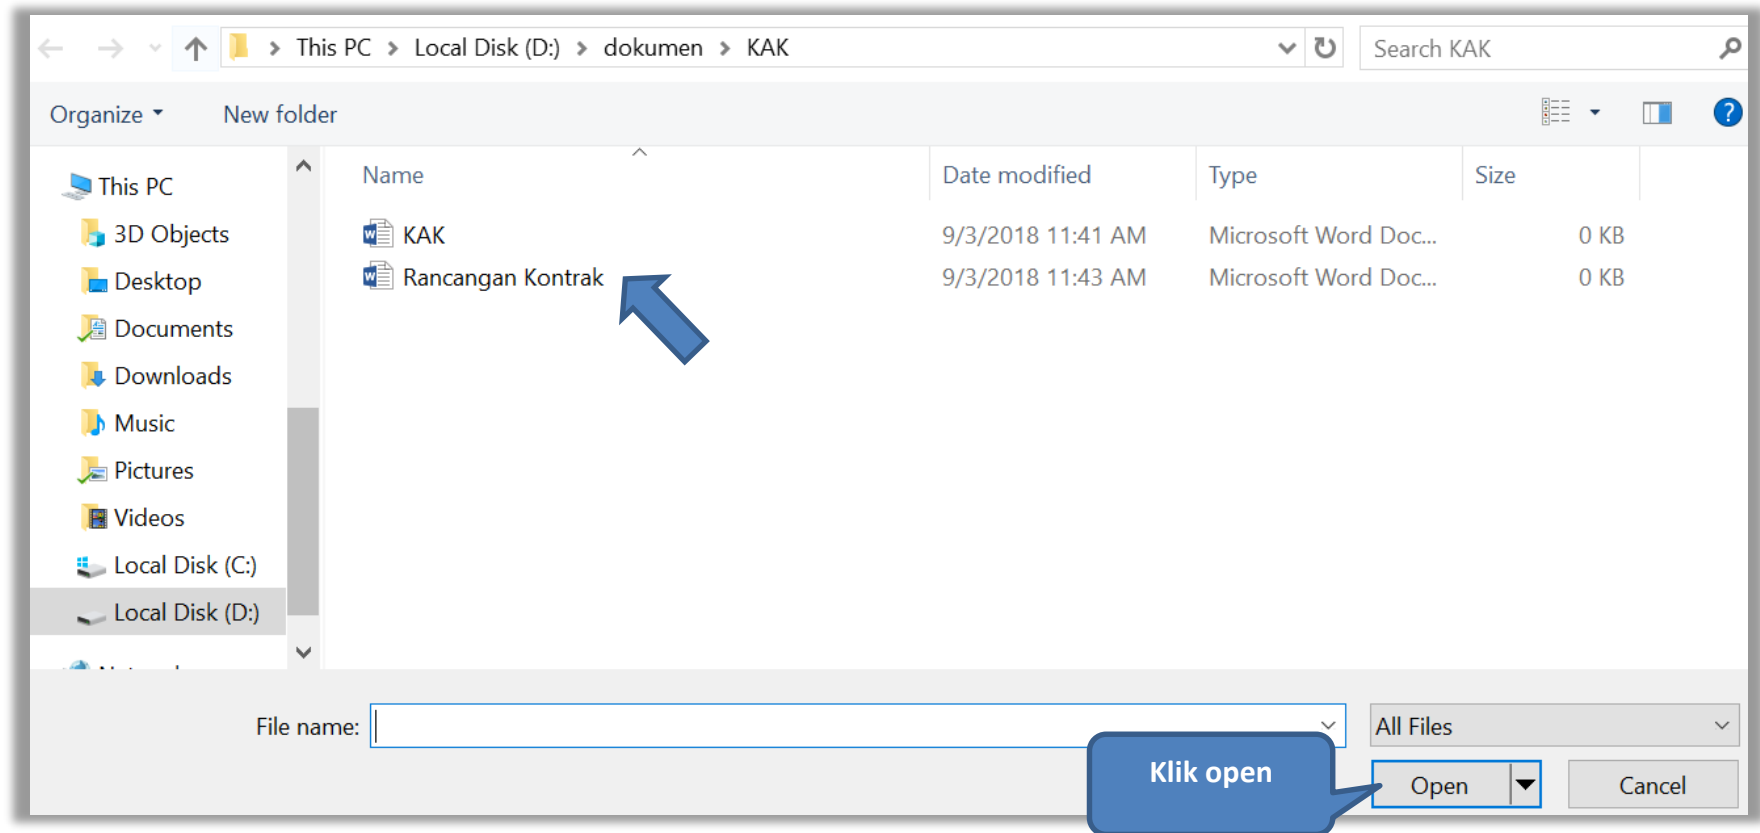 This PC > Local Disk (D:) > dokumen > KAK
Search KAK
Organize
New folder
Name Date modified Type Size
This PC
3D Objects
Desktop
Documents
Downloads
Music
Pictures
Videos
Local Disk (C:)
Local Disk (D:)
KAK 9/3/2018 11:41 AM Microsoft Word Doc... 0 KB
Rancangan Kontrak 9/3/2018 11:43 AM Microsoft Word Doc... 0 KB
File name:
All Files
Klik open
Open
Cancel